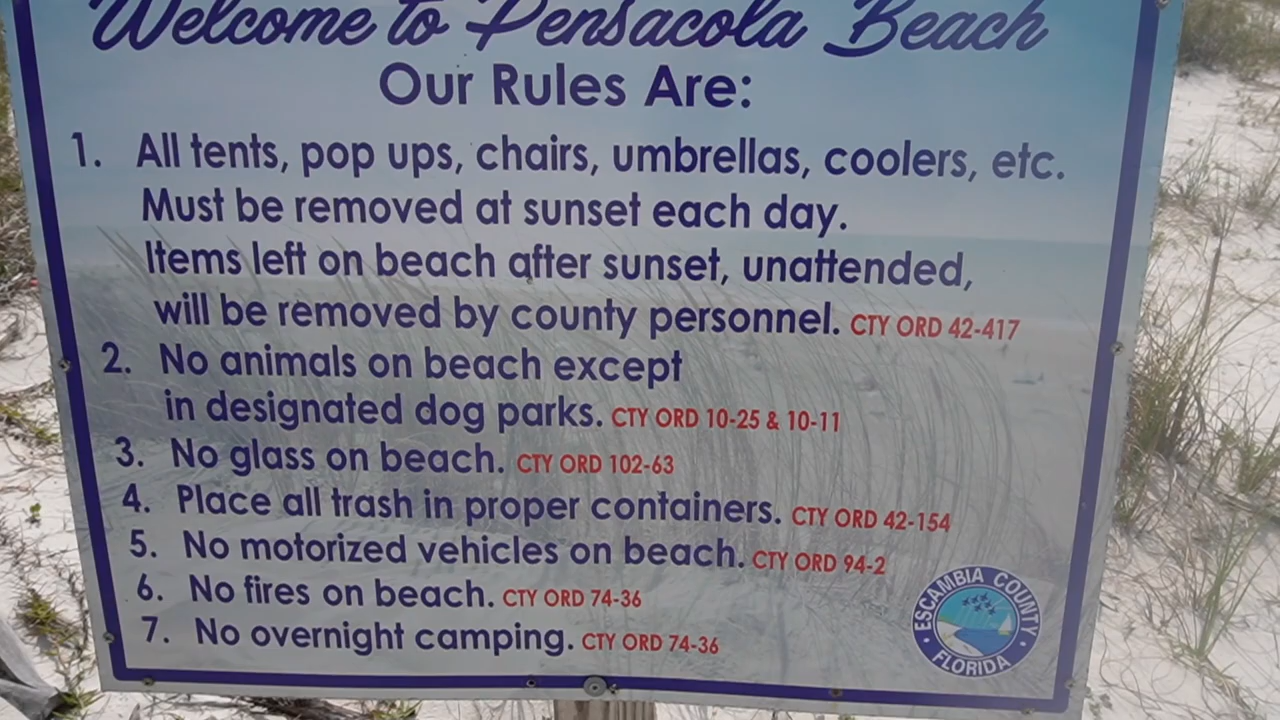 Welcome to Pensacola Beach
Our Rules Are:
1. All tents, pop ups, chairs, umbrellas, coolers, etc.
Must be removed at sunset each day.
Items left on beach after sunset, unattended,
will be removed by county personnel. CTY ORD 42-417
2. No animals on beach except
in designated dog parks. CTY ORD 10-25 & 10-11
3. No glass on beach. CTY ORD 102-63
4. Place all trash in proper containers. CTY ORD 42-154
5. No motorized vehicles on beach. CTY ORD 94-2
6. No fires on beach. CTY ORD 74-36
7. No overnight camping. CTY ORD 74-36
ESCAMBIA COUNTY
FLORIDA